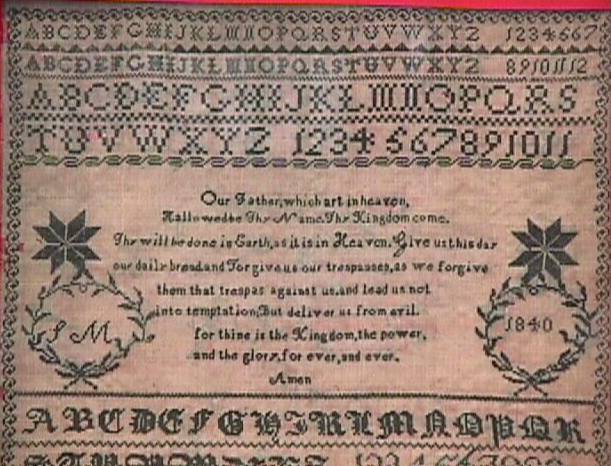 ABCDEFGHIJKLMNOPQRSTUVWXYZ 1234567
ABCDEFGHIJKLMNOPQRSTUVWXYZ 89101112
ABCDEFGHIJKLMNOPQRS
TUVWXYZ 1234567891011
Our Father,which art in heaven,
Hallowed be Thy Name.Thy Kingdom come.
Thy will be done in Earth,as it is in Heaven.Give us this day
our daily bread.and Forgive us our trespasses,as we forgive
them that trespas against us.and lead us not
into temptation;But deliver us from evil.
for thine is the Kingdom,the power,
and the glory,for ever,and ever.
Amen
S M
1840
ABCDEFGHIKLMNOPQR